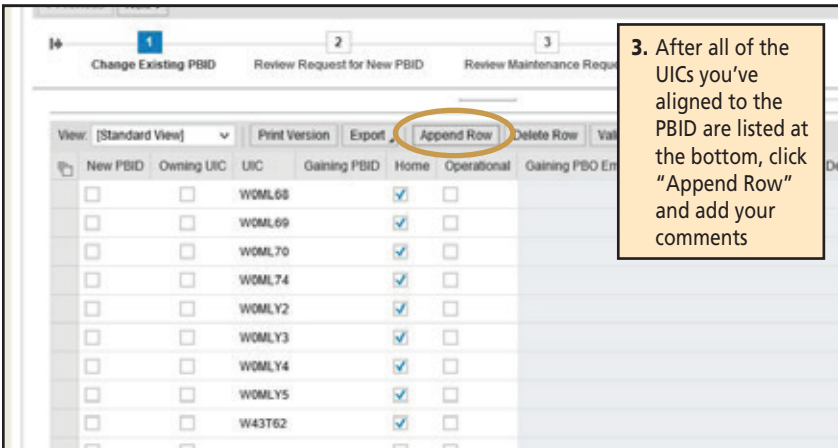 1
2
3
Change Existing PBID
Review Request for New PBID
Review Maintenance
3. After all of the
UICs you've
aligned to the
PBID are listed at
the bottom, click
“Append Row”
and add your
comments
View: [Standard View] Print Version Export Append Row Delete Row
New PBID Owning UIC UIC Gaining PBID Home Operational Gaining PBO
W0ML68
W0ML69
W0ML70
W0ML74
W0MLY2
W0MLY3
W0MLY4
W0MLY5
W43T62